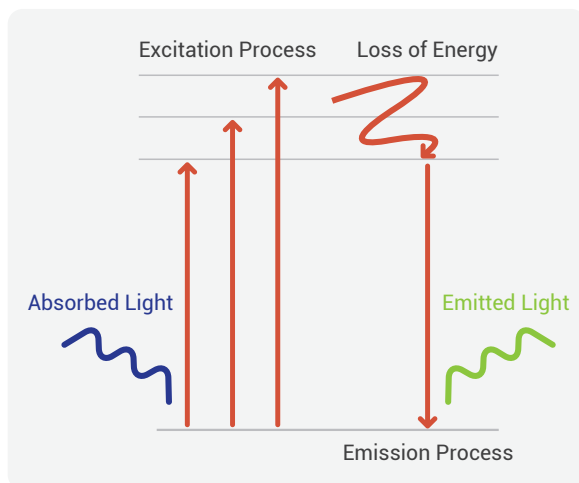 Excitation Process
Loss of Energy
Absorbed Light
Emitted Light
Emission Process